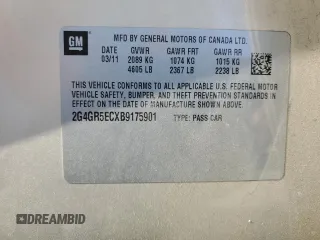 GM
MFD BY GENERAL MOTORS OF CANADA LTD.
03/11 GVWR GAWR FRT GAWR RR
2089 KG 1074 KG 1015 KG
4605 LB 2367 LB 2238 LB
THIS VEHICLE CONFORMS TO ALL APPLICABLE U.S. FEDERAL MOTOR
VEHICLE SAFETY, BUMPER, AND THEFT PREVENTION STANDARDS
IN EFFECT ON THE DATE OF MANUFACTURE SHOWN ABOVE.
2G4GR5ECXB9175901 TYPE: PASS CAR
DREAMBID